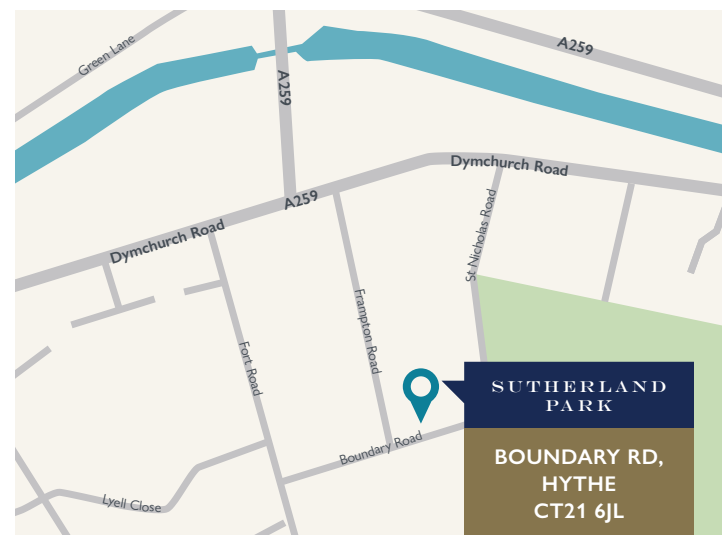 Green Lane
A259
A259
Dymchurch Road
A259
Dymchurch Road
St Nicholas Road
Frampton Road
Fort Road
SUTHERLAND
PARK
Boundary Road
BOUNDARY RD,
HYTHE
CT21 6JL
Lyell Close